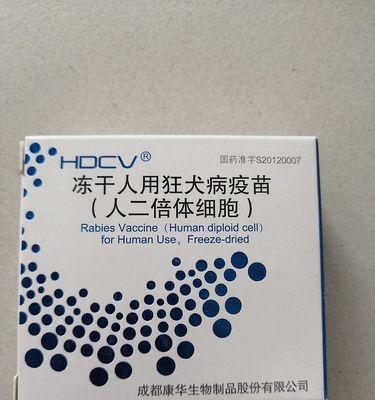 HDCV®
国药准字S20120007
冻干人用狂犬病疫苗
（人二倍体细胞）
Rabies Vaccine（Human diploid cell）
for Human Use，Freeze-dried
成都康华生物制品股份有限公司